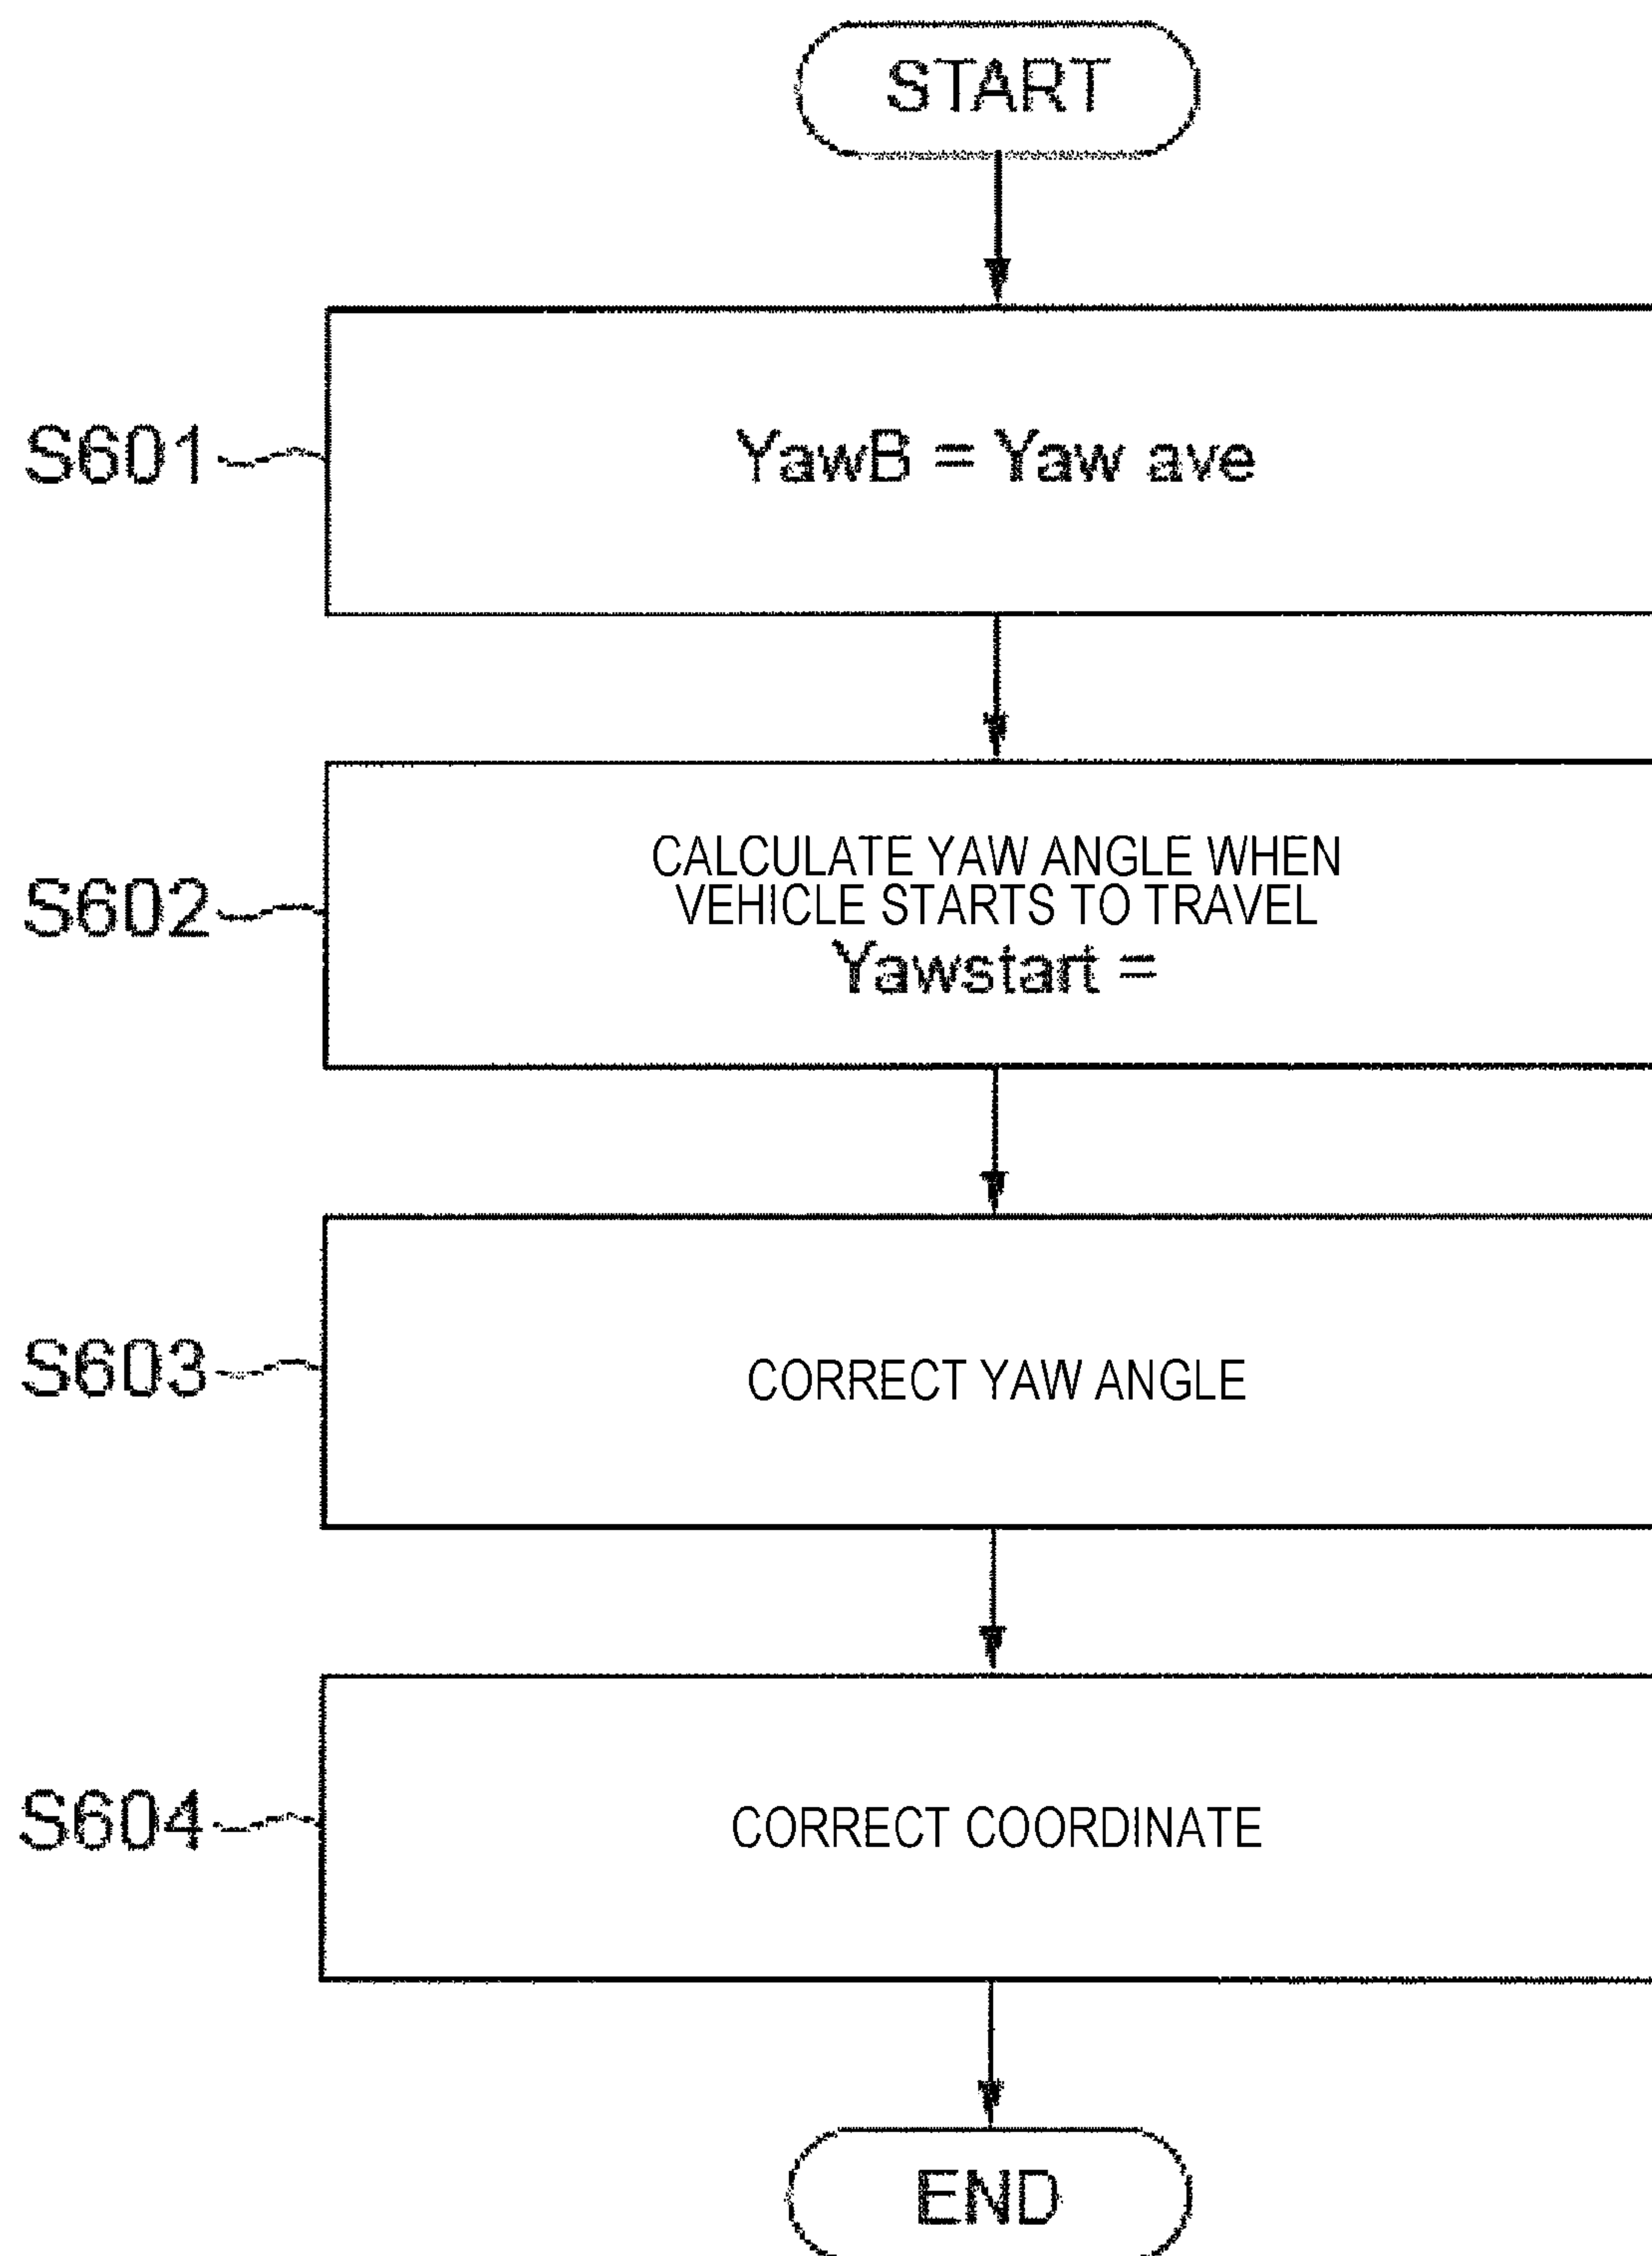 START
S601
YawB = Yaw ave
S602
CALCULATE YAW ANGLE WHEN
VEHICLE STARTS TO TRAVEL
Yawstart =
S603
CORRECT YAW ANGLE
S604
CORRECT COORDINATE
END